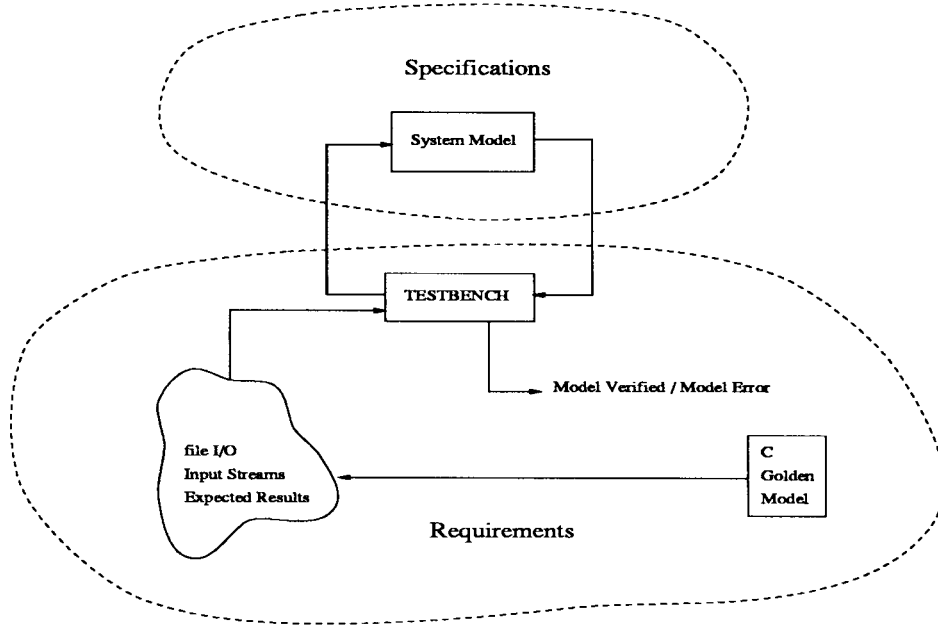 Specifications
System Model
TESTBENCH
Model Verified / Model Error
file I/O
Input Streams
Expected Results
C
Golden
Model
Requirements